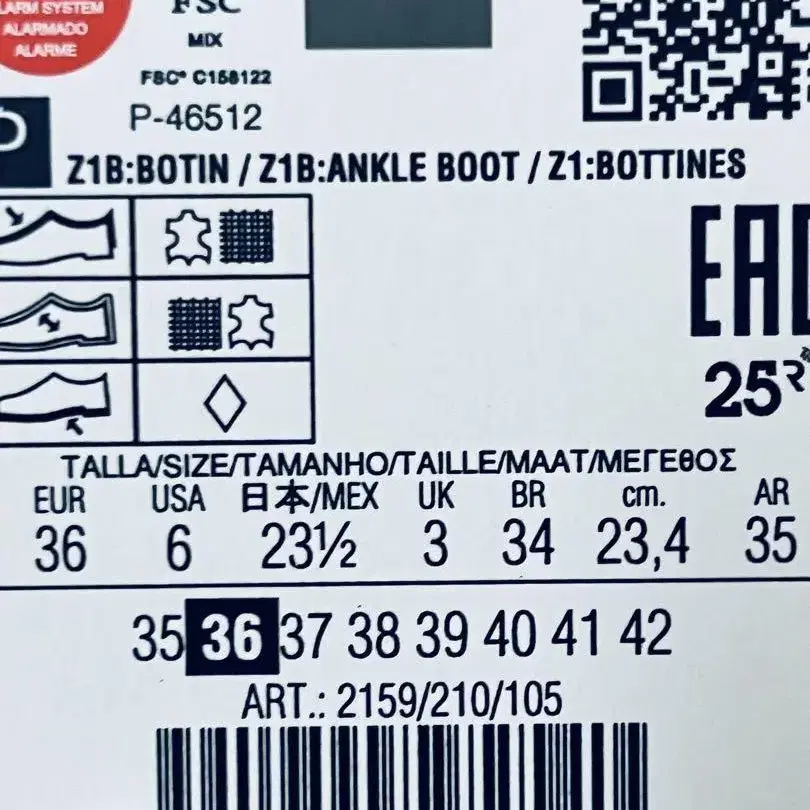 ALARM SYSTEM
ALARMADO
ALARME
FSC
MIX
FSC® C158122
P-46512
Z1B:BOTIN / Z1B:ANKLE BOOT / Z1:BOTTINES
EAC
25
TALLA/SIZE/TAMANHO/TAILLE/MAAT/ΜΕΓΕΘΟΣ
EUR USA 日本/MEX UK BR cm. AR
36 6 23½ 3 34 23,4 35
35 36 37 38 39 40 41 42
ART.: 2159/210/105